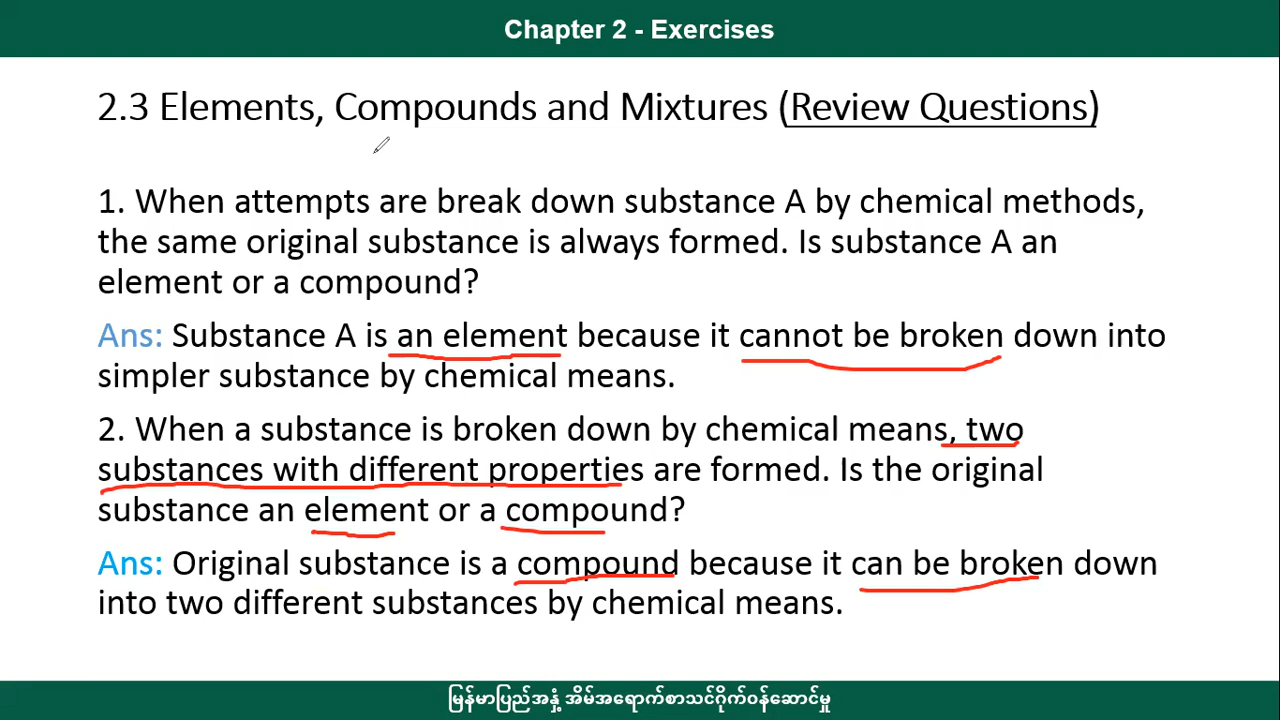 Chapter 2 - Exercises
2.3 Elements, Compounds and Mixtures (Review Questions)
1. When attempts are break down substance A by chemical methods,
the same original substance is always formed. Is substance A an
element or a compound?
Ans: Substance A is an element because it cannot be broken down into
simpler substance by chemical means.
2. When a substance is broken down by chemical means, two
substances with different properties are formed. Is the original
substance an element or a compound?
Ans: Original substance is a compound because it can be broken down
into two different substances by chemical means.
မြန်မာပြည်အနှံ့ အိမ်အရောက်စာသင်ဂိုက်ဝန်ဆောင်မှု